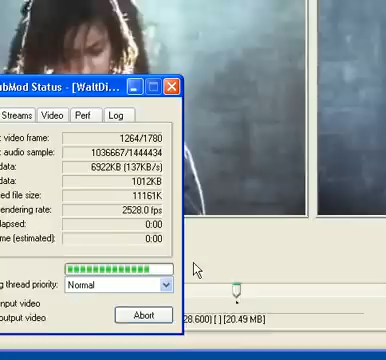 ubMod Status - [WaltDi...
Streams Video Perf Log
video frame: 1264/1780
audio sample: 1036667/1444434
data: 6922KB (137KB/s)
data: 1012KB
ed file size: 11161K
endering rate: 2528.0 fps
lapsed: 0:00
me (estimated): 0:00
g thread priority: Normal
nput video
output video
Abort
28.600) [ ] [20.49 MB]